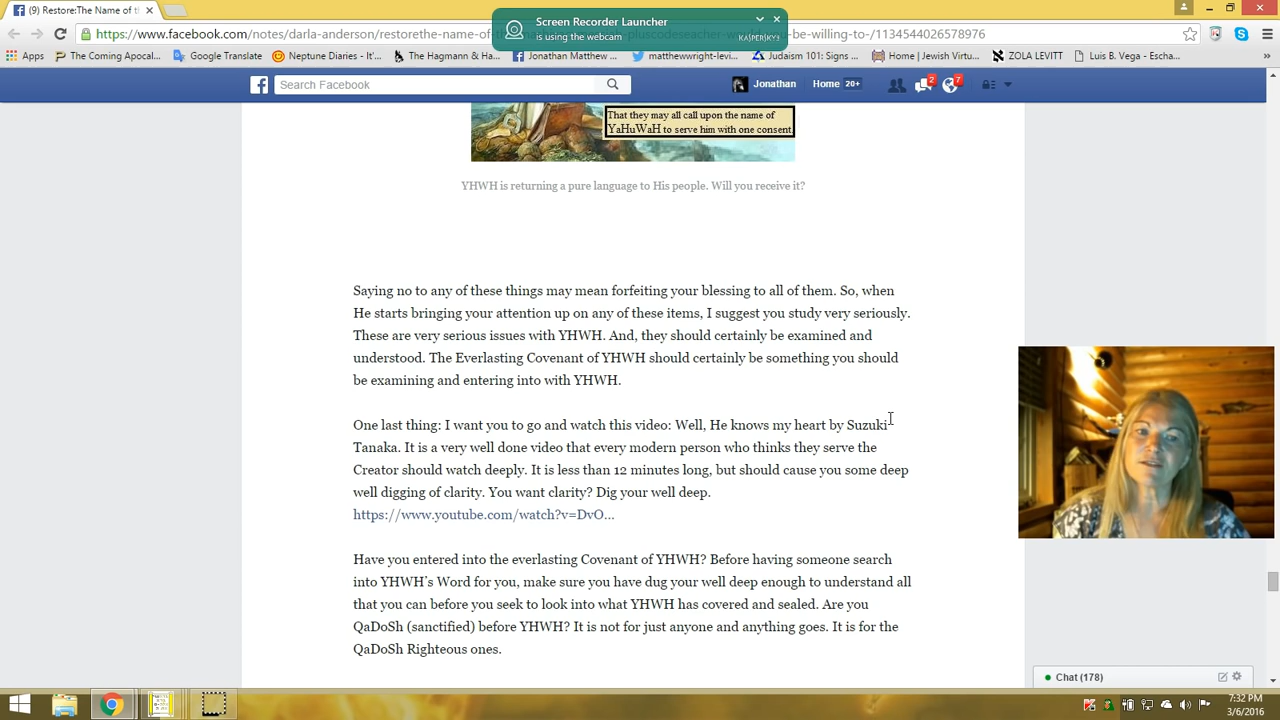 (9) Restore:The Name of t
Screen Recorder Launcher
is using the webcam
KASPERSKY
https://www.facebook.com/notes/darla-anderson/restorethe-name-of-
-be-willing-to-/1134544026578976
Apps
The Coming Apocal...
Google Translate
Neptune Diaries - It'...
The Hagmann & Ha...
Jonathan Facebook
matthewwright-levi...
Judaism 101: Signs ...
Home | Jewish Virtu...
ZOLA LEVITT
Luis B. Vega - Escha...
Search Facebook
Jonathan
Home 20+
2
7
That they may all call upon the name of
YaHuWaH to serve him with one consent
YHWH is returning a pure language to His people. Will you receive it?
Saying no to any of these things may mean forfeiting your blessing to all of them. So, when
He starts bringing your attention up on any of these items, I suggest you study very seriously.
These are very serious issues with YHWH. And, they should certainly be examined and
understood. The Everlasting Covenant of YHWH should certainly be something you should
be examining and entering into with YHWH.
One last thing: I want you to go and watch this video: Well, He knows my heart by Suzuki
Tanaka. It is a very well done video that every modern person who thinks they serve the
Creator should watch deeply. It is less than 12 minutes long, but should cause you some deep
well digging of clarity. You want clarity? Dig your well deep.
https://www.youtube.com/watch?v=DvO...
Have you entered into the everlasting Covenant of YHWH? Before having someone search
into YHWH's Word for you, make sure you have dug your well deep enough to understand all
that you can before you seek to look into what YHWH has covered and sealed. Are you
QaDoSh (sanctified) before YHWH? It is not for just anyone and anything goes. It is for the
QaDoSh Righteous ones.
Chat (178)
7:32 PM
3/6/2016